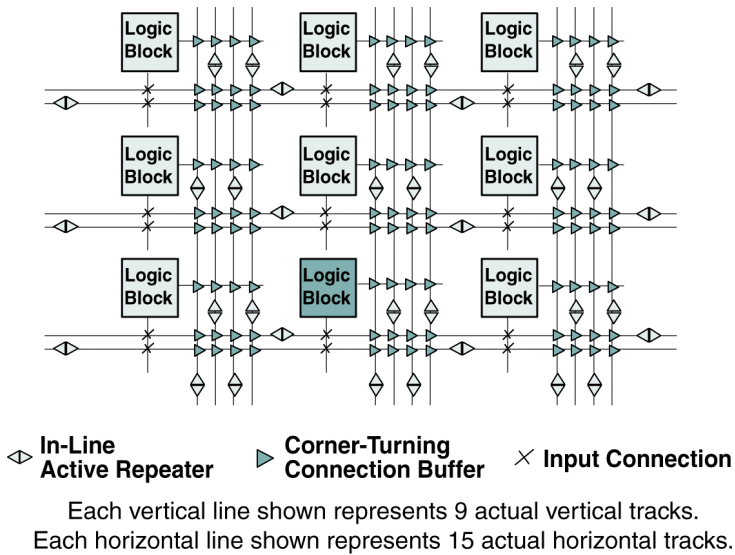 Logic Logic Logic
Block Block Block
Logic Logic Logic
Block Block Block
Logic Logic Logic
Block Block Block
In-Line Corner-Turning Input Connection
Active Repeater Connection Buffer
Each vertical line shown represents 9 actual vertical tracks.
Each horizontal line shown represents 15 actual horizontal tracks.